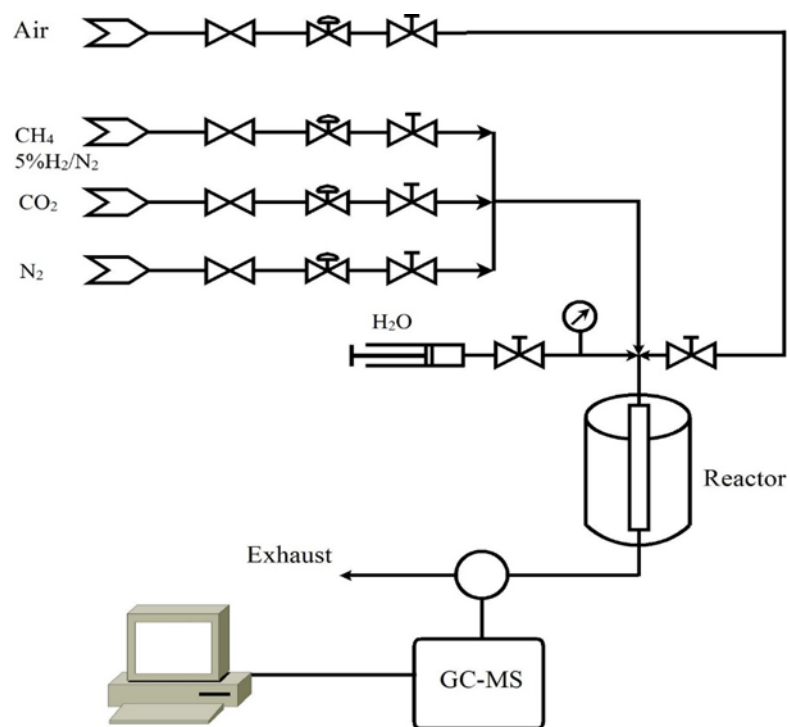 Air
CH₄
5%H₂/N₂
CO₂
N₂
H₂O
Reactor
Exhaust
GC-MS